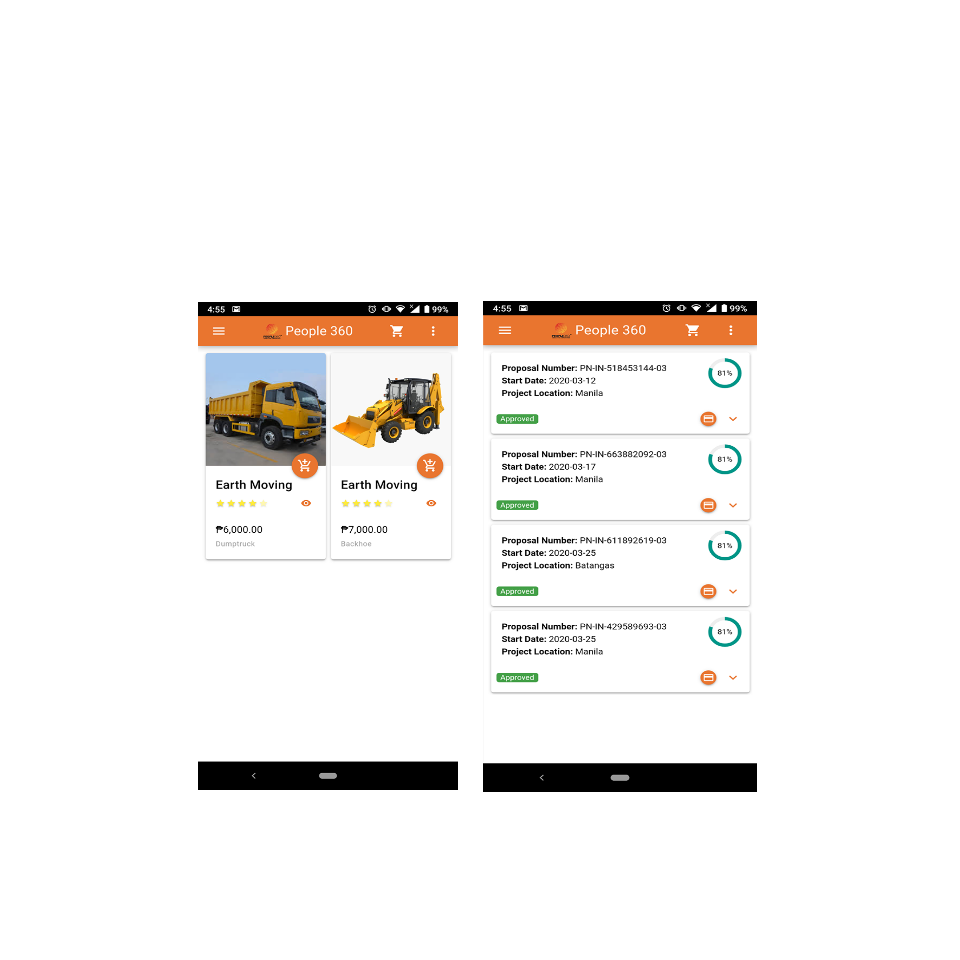 4:55 99%
People 360
Earth Moving
₱6,000.00
Dumptruck
Earth Moving
₱7,000.00
Backhoe
4:55 99%
People 360
Proposal Number: PN-IN-518453144-03
Start Date: 2020-03-12
Project Location: Manila
81%
Approved
Proposal Number: PN-IN-663882092-03
Start Date: 2020-03-17
Project Location: Manila
81%
Approved
Proposal Number: PN-IN-611892619-03
Start Date: 2020-03-25
Project Location: Batangas
81%
Approved
Proposal Number: PN-IN-429589693-03
Start Date: 2020-03-25
Project Location: Manila
81%
Approved